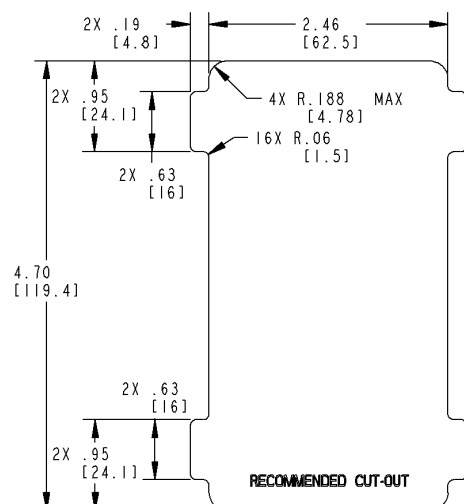 2X .19
[4.8]
2.46
[62.5]
2X .95
[24.1]
4X R.188 MAX
[4.78]
16X R.06
[1.5]
2X .63
[16]
4.70
[119.4]
2X .63
[16]
2X .95
[24.1]
RECOMMENDED CUT-OUT